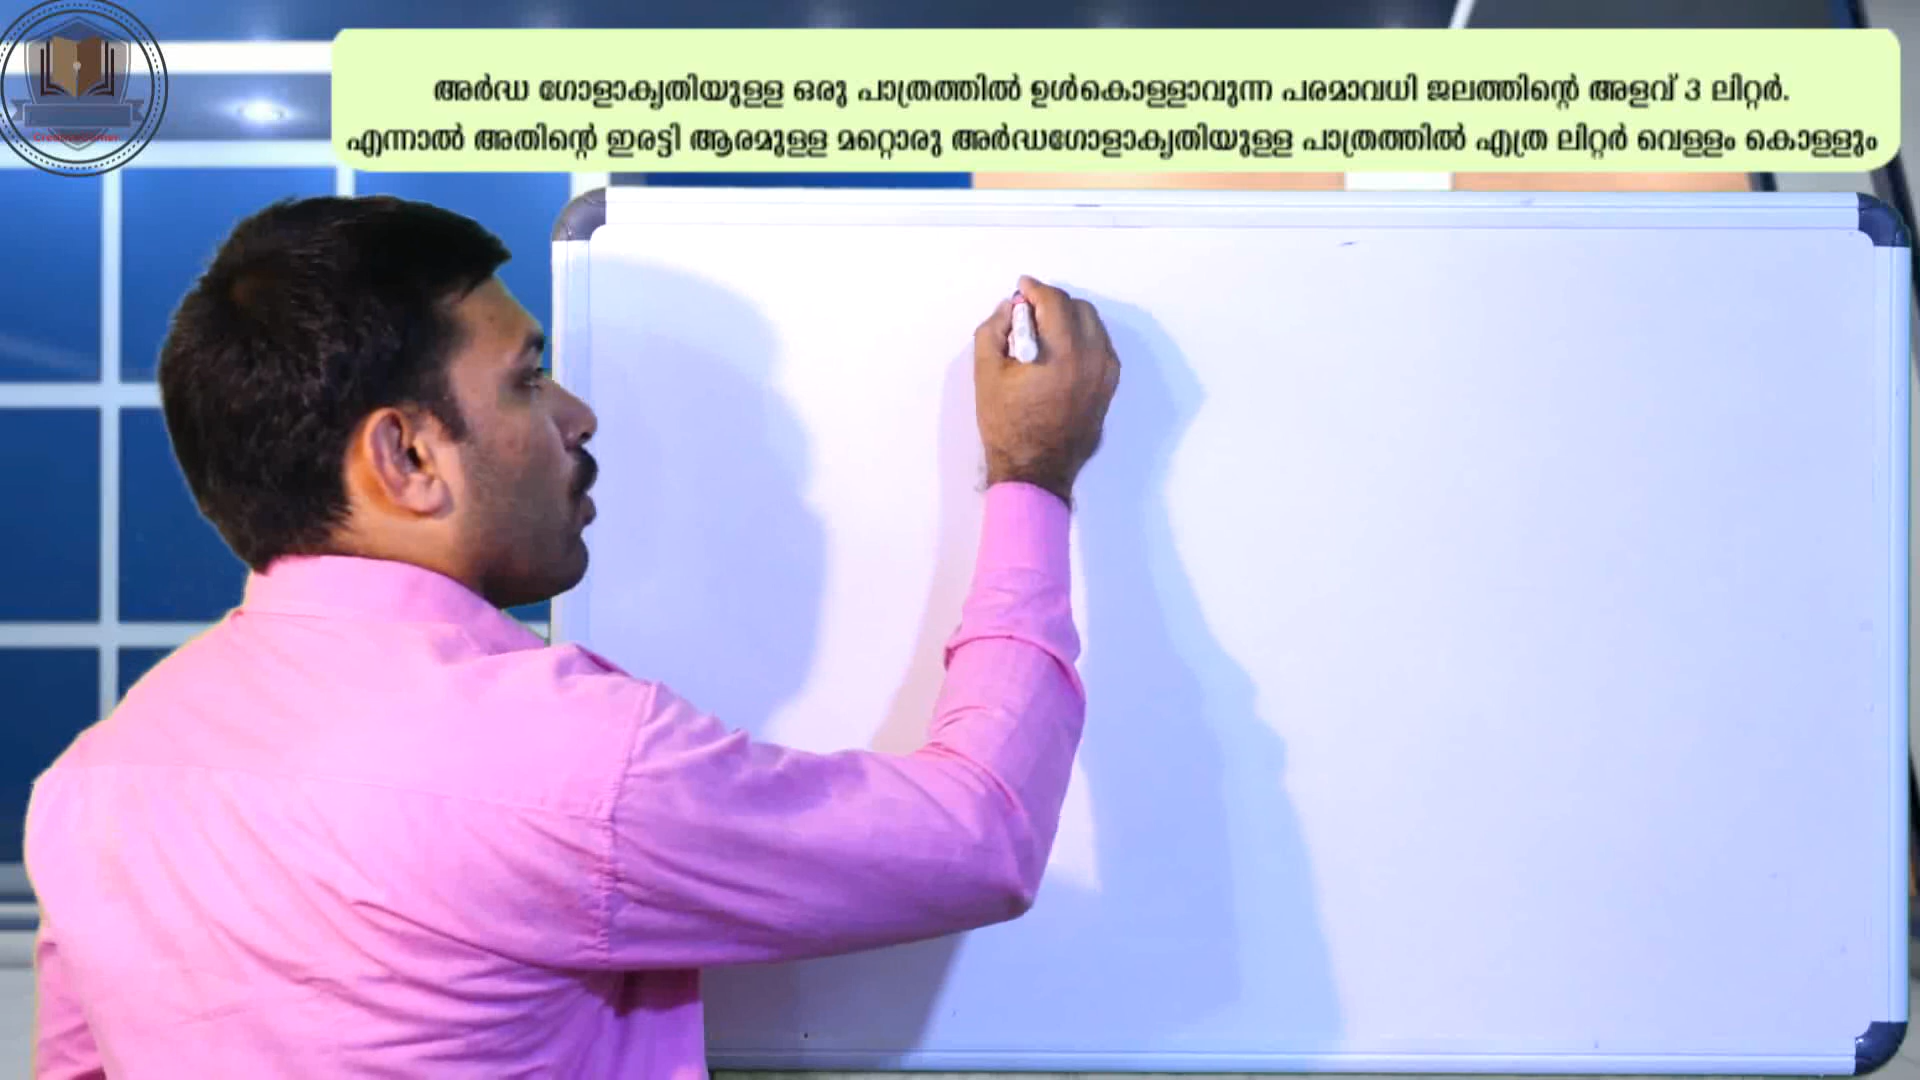 അർദ്ധ ഗോളാകൃതിയുള്ള ഒരു പാത്രത്തിൽ ഉൾകൊള്ളാവുന്ന പരമാവധി ജലത്തിന്റെ അളവ് 3 ലിറ്റർ.
എന്നാൽ അതിന്റെ ഇരട്ടി ആരമുള്ള മറ്റൊരു അർദ്ധഗോളാകൃതിയുള്ള പാത്രത്തിൽ എത്ര ലിറ്റർ വെള്ളം കൊള്ളും